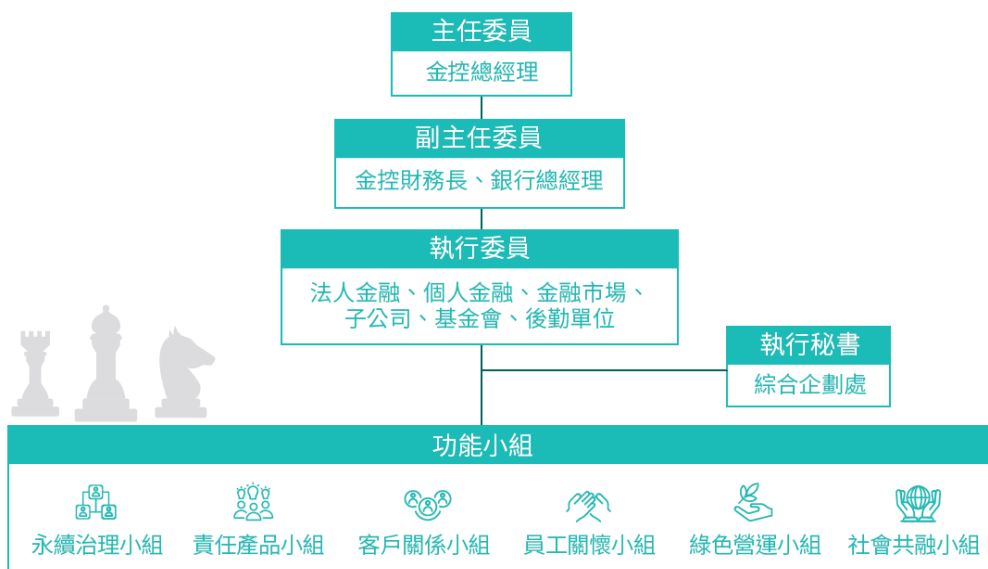 主任委員
金控總經理
副主任委員
金控財務長、銀行總經理
執行委員
法人金融、個人金融、金融市場、
子公司、基金會、後勤單位
執行秘書
綜合企劃處
功能小組
永續治理小組
責任產品小組
客戶關係小組
員工關懷小組
綠色營運小組
社會共融小組